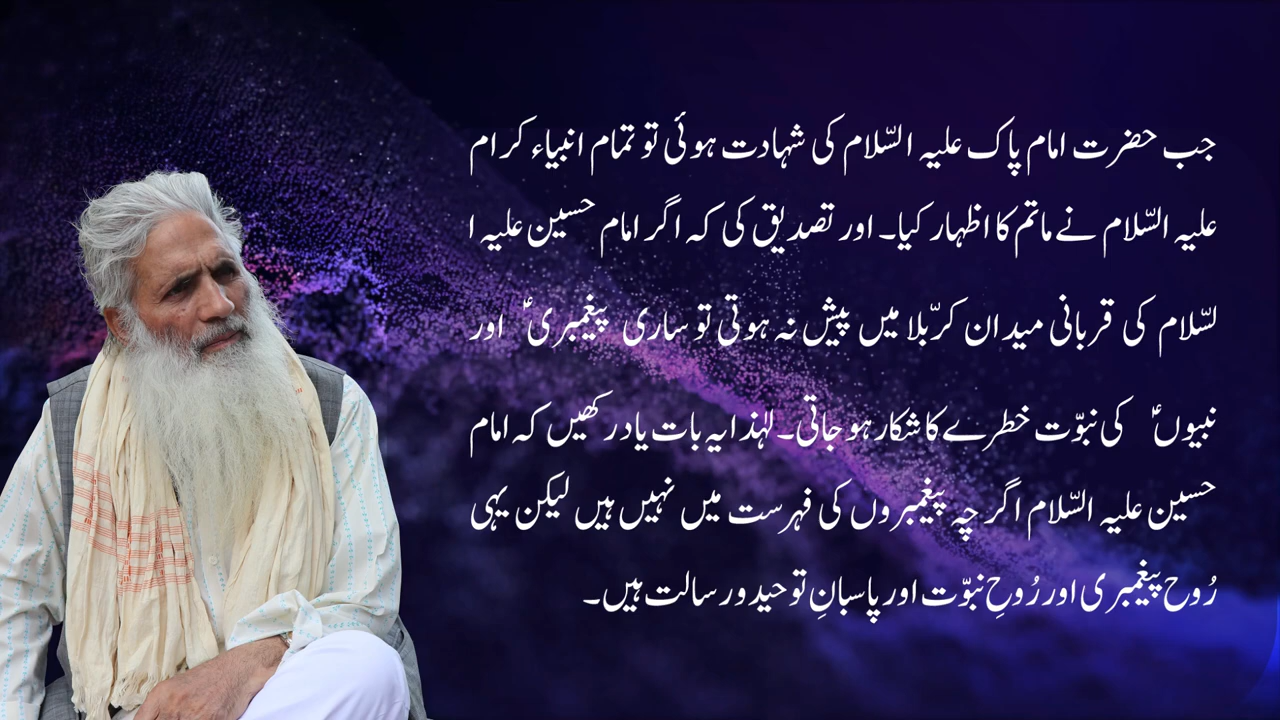 جب حضرت امام پاک علیہ السّلام کی شہادت ہوئی تو تمام انبیاء کرام
علیہ السّلام نے ماتم کا اظہار کیا۔ اور تصدیق کی کہ اگر امام حسین علیہ ا
لسّلام کی قربانی میدان کربّلا میں پیش نہ ہوتی تو ساری پیغمبری ؑ اور
نبیوں ؑ کی نبوّت خطرے کا شکار ہو جاتی۔ لہٰذا یہ بات یاد رکھیں کہ امام
حسین علیہ السّلام اگر چہ پیغمبروں کی فہرست میں نہیں ہیں لیکن یہی
رُوح پیغمبری اور رُوحِ نبوّت اور پاسبانِ توحید و رسالت ہیں۔